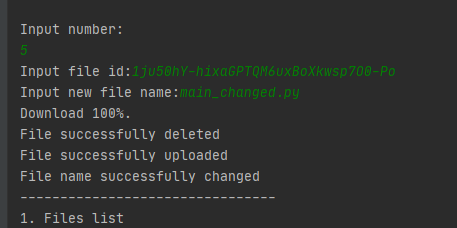 Input number:
5
Input file id:1ju50hY-hixaGPTQM6uxBoXkwsp7O0-Po
Input new file name:main_changed.py
Download 100%.
File successfully deleted
File successfully uploaded
File name successfully changed
--------------------------------
1. Files list